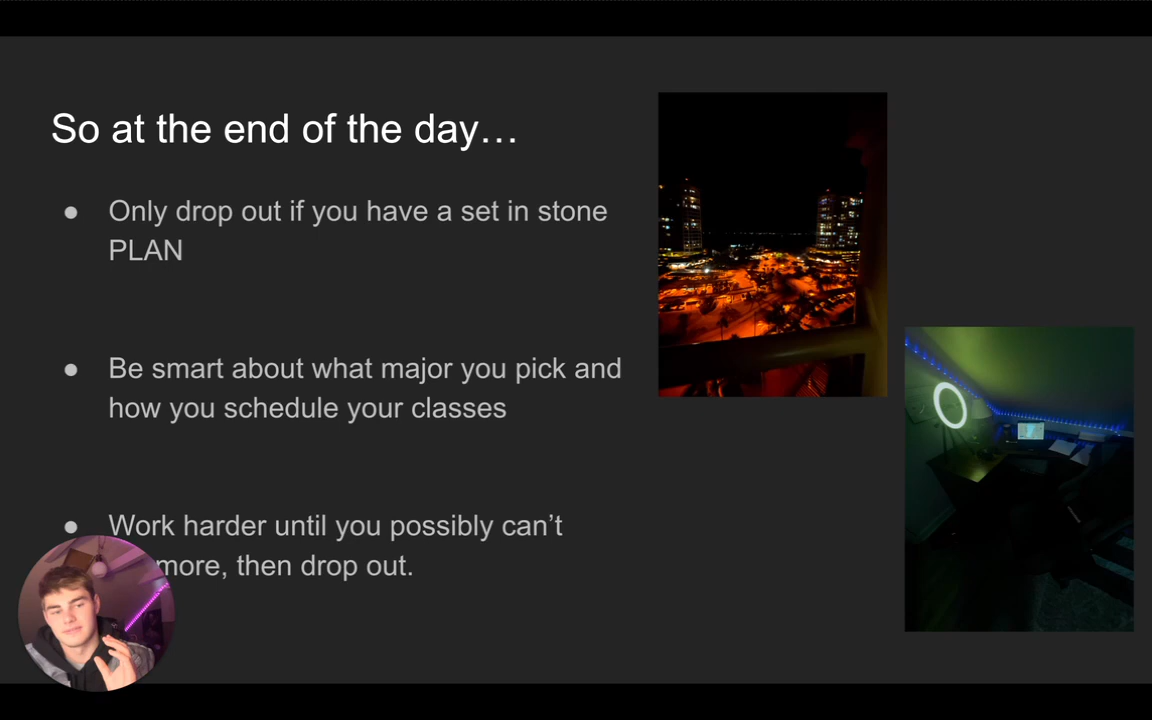 So at the end of the day…
● Only drop out if you have a set in stone
PLAN
● Be smart about what major you pick and
how you schedule your classes
● Work harder until you possibly can’t
more, then drop out.